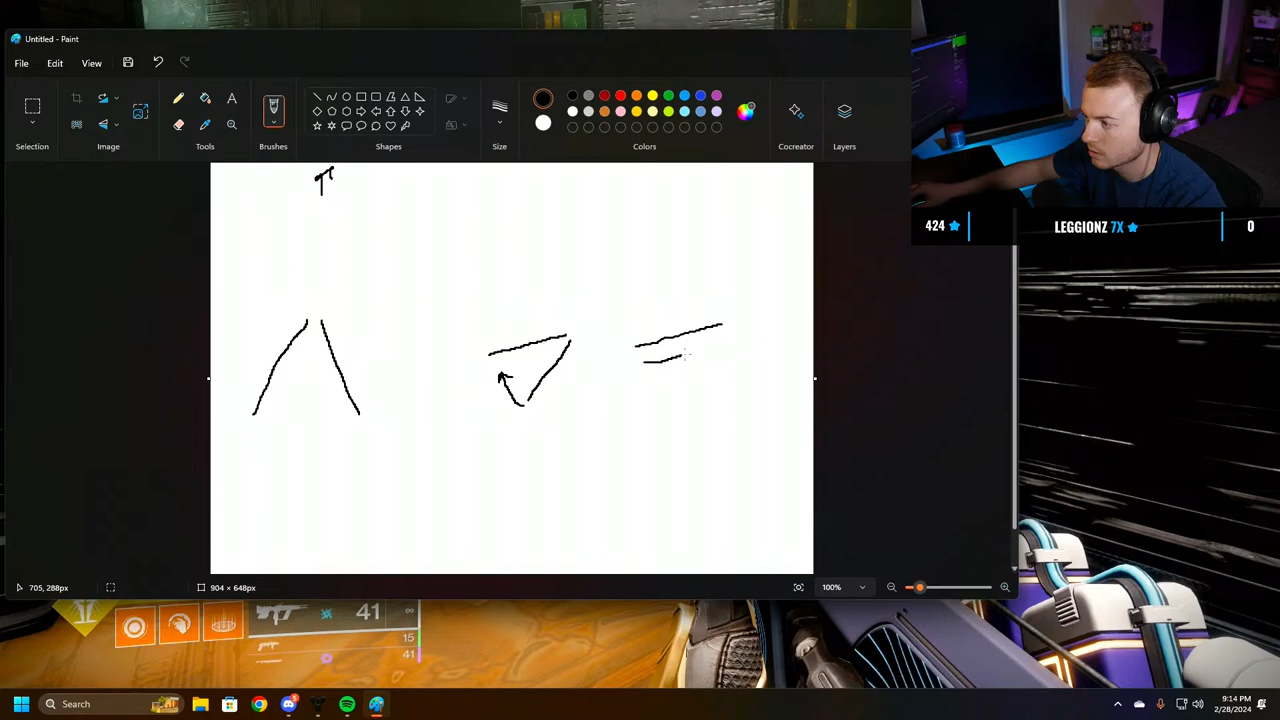 Untitled - Paint
File Edit View
Selection Image Tools Brushes Shapes Size Colors Cocreator Layers
424 LEGGIONZ 7X 0
705, 288px 904 × 648px 100%
41 ∞
15
41
Search
5
9:14 PM
2/28/2024